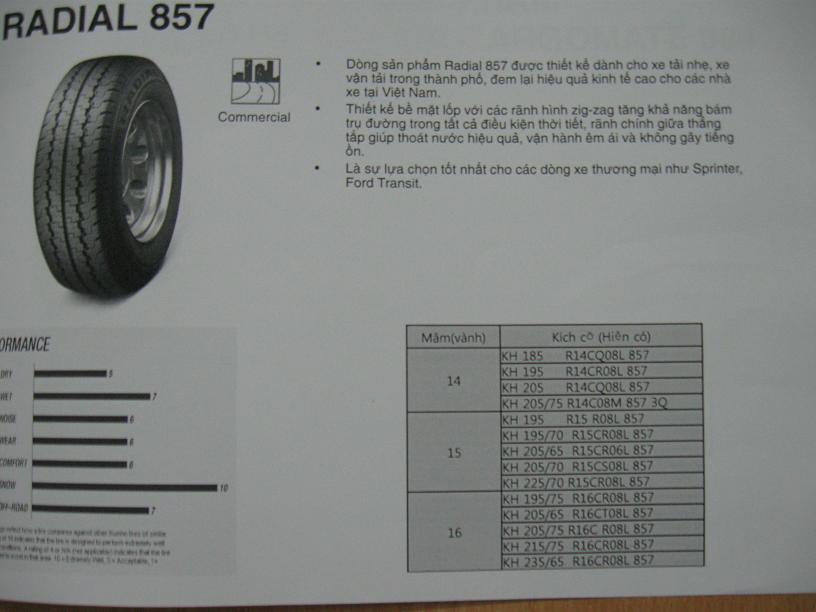 RADIAL 857
Commercial
• Dòng sản phẩm Radial 857 được thiết kế dành cho xe tải nhẹ, xe
vận tải trong thành phố, đem lại hiệu quả kinh tế cao cho các nhà
xe tại Việt Nam.
• Thiết kế bề mặt lốp với các rãnh hình zig-zag tăng khả năng bám
trụ đường trong tất cả điều kiện thời tiết, rãnh chính giữa thẳng
tắp giúp thoát nước hiệu quả, vận hành êm ái và không gây tiếng
ồn.
• Là sự lựa chọn tốt nhất cho các dòng xe thương mại như Sprinter,
Ford Transit.
ORMANCE
DRY 5
WET 7
NOISE 6
WEAR 6
COMFORT 6
SNOW 10
OFF-ROAD 7
Mâm(vành) Kích cỡ (Hiện có)
14
KH 185 R14CQ08L 857
KH 195 R14CR08L 857
KH 205 R14CQ08L 857
KH 205/75 R14C08M 857 3Q
15
KH 195 R15 R08L 857
KH 195/70 R15CR08L 857
KH 205/65 R15CR06L 857
KH 205/70 R15CS08L 857
KH 225/70 R15CR08L 857
16
KH 195/75 R16CR08L 857
KH 205/65 R16CT08L 857
KH 205/75 R16C R08L 857
KH 215/75 R16CR08L 857
KH 235/65 R16CR08L 857